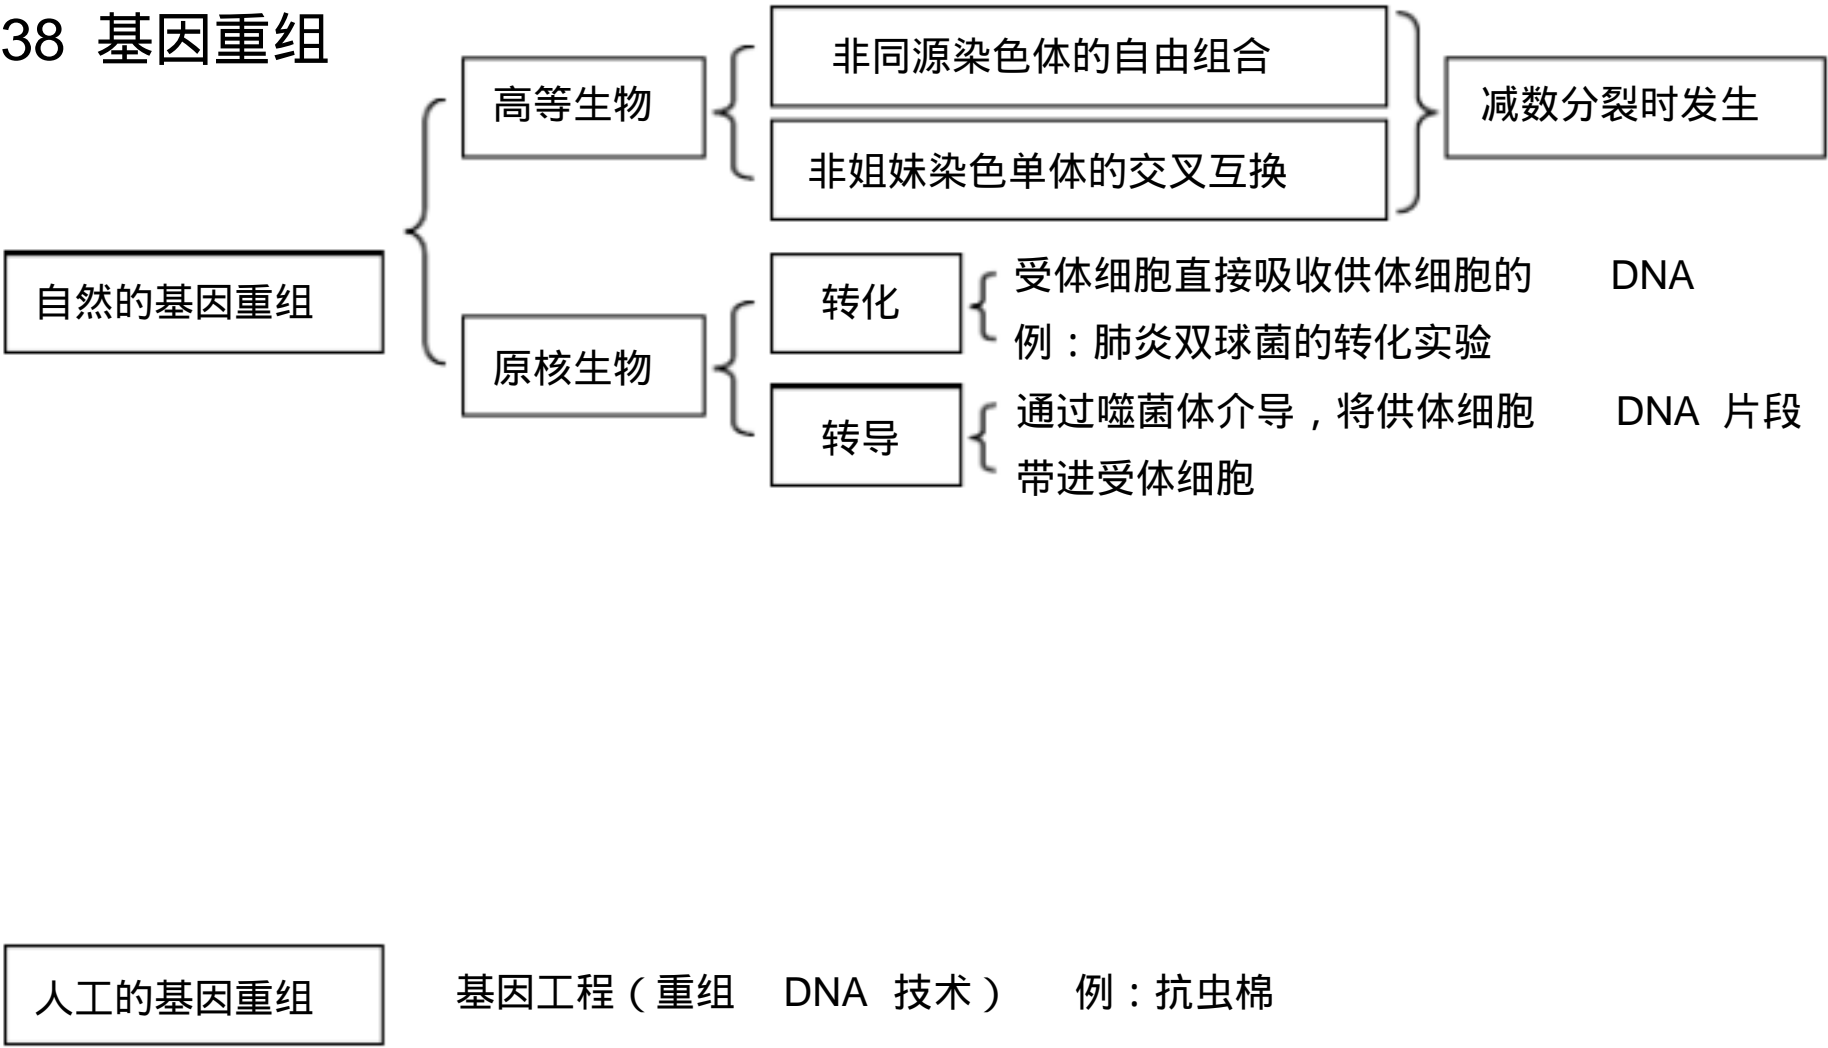 38 基因重组
高等生物
非同源染色体的自由组合
非姐妹染色单体的交叉互换
减数分裂时发生
自然的基因重组
原核生物
转化
受体细胞直接吸收供体细胞的 DNA
例：肺炎双球菌的转化实验
转导
通过噬菌体介导，将供体细胞 DNA 片段
带进受体细胞
人工的基因重组
基因工程（重组 DNA 技术） 例：抗虫棉